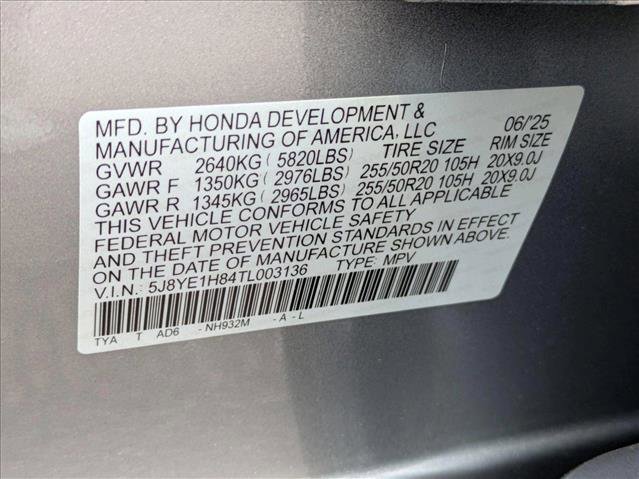 MFD. BY HONDA DEVELOPMENT & MANUFACTURING OF AMERICA, LLC 06/'25
GVWR 2640KG ( 5820LBS) TIRE SIZE RIM SIZE
GAWR F 1350KG ( 2976LBS) 255/50R20 105H 20X9.0J
GAWR R 1345KG ( 2965LBS) 255/50R20 105H 20X9.0J
THIS VEHICLE CONFORMS TO ALL APPLICABLE
FEDERAL MOTOR VEHICLE SAFETY
AND THEFT PREVENTION STANDARDS IN EFFECT
ON THE DATE OF MANUFACTURE SHOWN ABOVE.
V.I.N.: 5J8YE1H84TL003136 TYPE: MPV
TYA T AD6 - NH932M - A - L